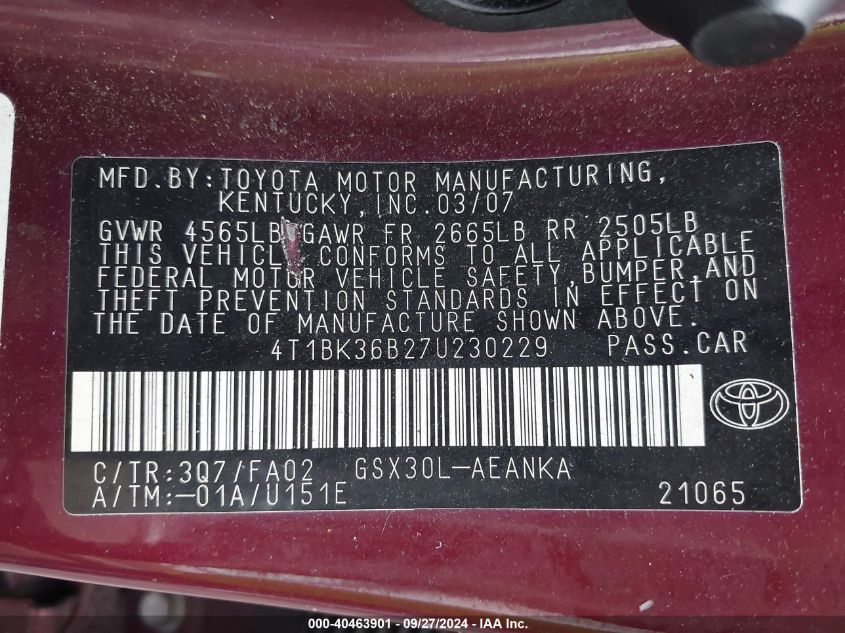 MFD.BY:TOYOTA MOTOR MANUFACTURING,
KENTUCKY,INC.03/07
GVWR 4565LB GAWR FR 2665LB RR 2505LB
THIS VEHICLE CONFORMS TO ALL APPLICABLE
FEDERAL MOTOR VEHICLE SAFETY,BUMPER,AND
THEFT PREVENTION STANDARDS IN EFFECT ON
THE DATE OF MANUFACTURE SHOWN ABOVE.
4T1BK36B27U230229 PASS.CAR
C/TR:3Q7/FA02 GSX30L-AEANKA
A/TM:-01A/U151E 21065
000-40463901 - 09/27/2024 - IAAI.COM